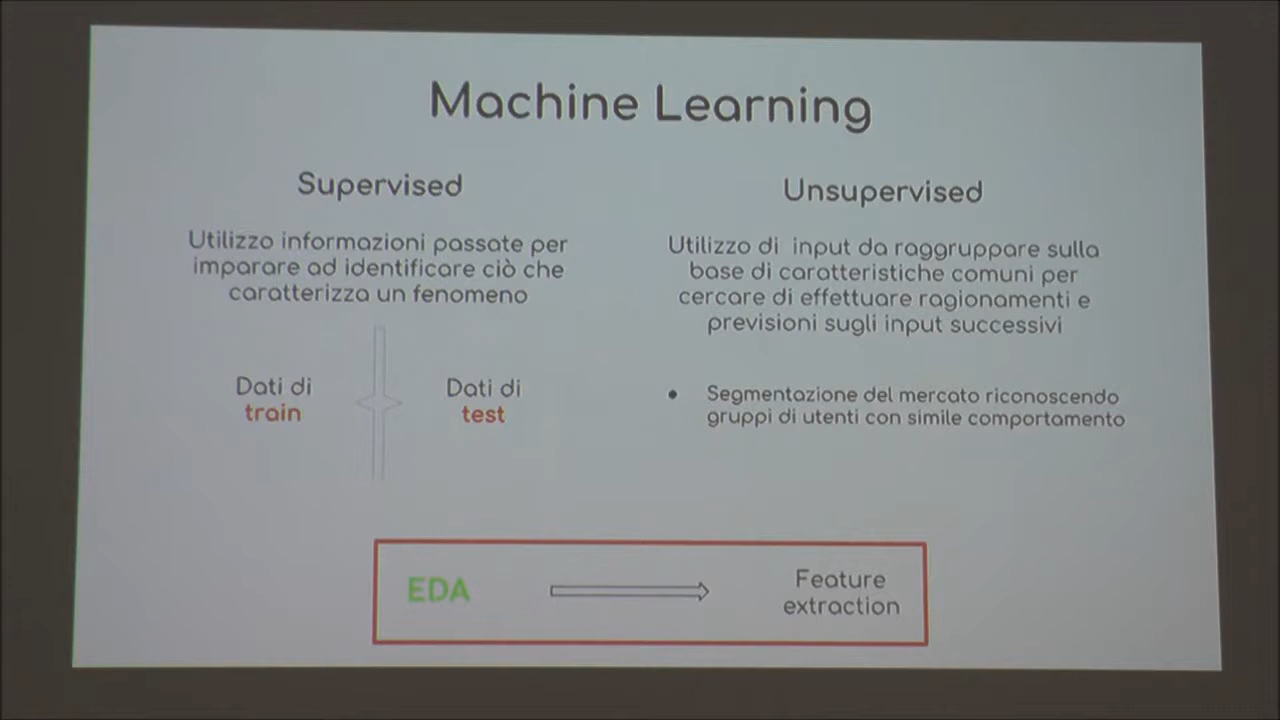 Machine Learning
Supervised
Utilizzo informazioni passate per
imparare ad identificare ciò che
caratterizza un fenomeno
Dati di
train
Dati di
test
Unsupervised
Utilizzo di input da raggruppare sulla
base di caratteristiche comuni per
cercare di effettuare ragionamenti e
previsioni sugli input successivi
• Segmentazione del mercato riconoscendo
gruppi di utenti con simile comportamento
EDA
Feature
extraction